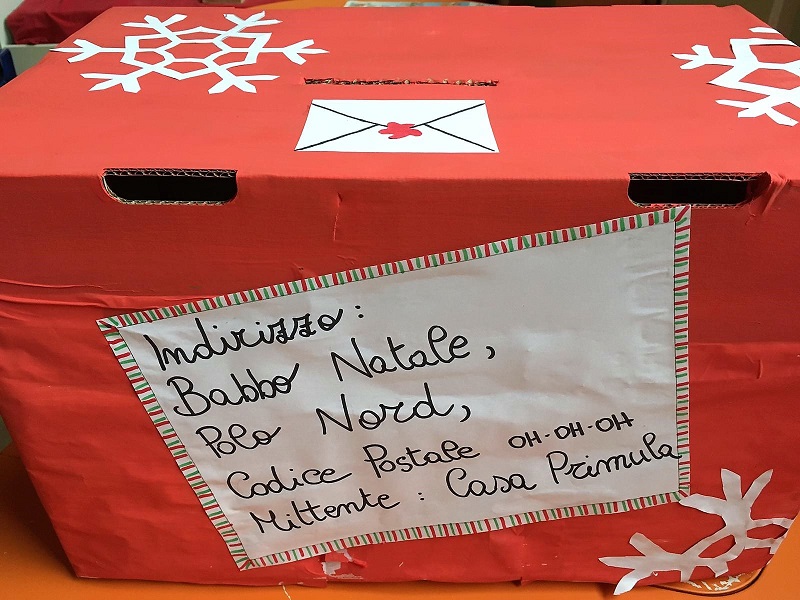 Indirizzo:
Babbo Natale,
Polo Nord,
Codice Postale OH-OH-OH
Mittente: Casa Primula